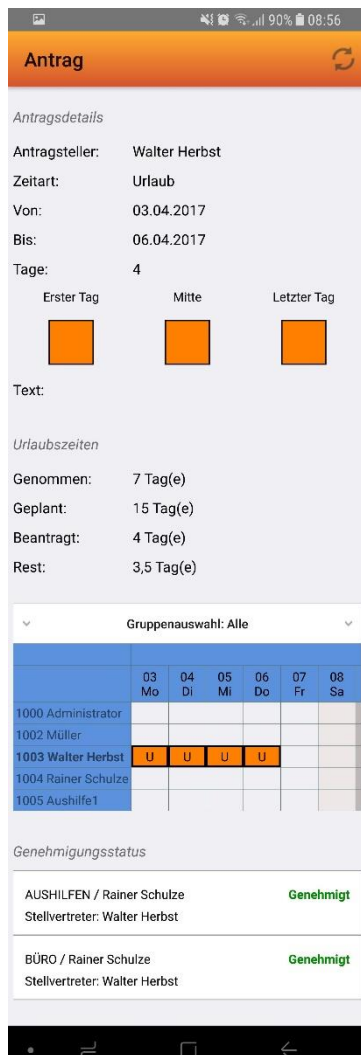 90% 08:56
Antrag
Antragsdetails
Antragsteller: Walter Herbst
Zeitart: Urlaub
Von: 03.04.2017
Bis: 06.04.2017
Tage: 4
Erster Tag Mitte Letzter Tag
Text:
Urlaubszeiten
Genommen: 7 Tag(e)
Geplant: 15 Tag(e)
Beantragt: 4 Tag(e)
Rest: 3,5 Tag(e)
Gruppenauswahl: Alle
03 04 05 06 07 08
Mo Di Mi Do Fr Sa
1000 Administrator
1002 Müller
1003 Walter Herbst U U U U
1004 Rainer Schulze
1005 Aushilfe1
Genehmigungsstatus
AUSHILFEN / Rainer Schulze Genehmigt
Stellvertreter: Walter Herbst
BÜRO / Rainer Schulze Genehmigt
Stellvertreter: Walter Herbst